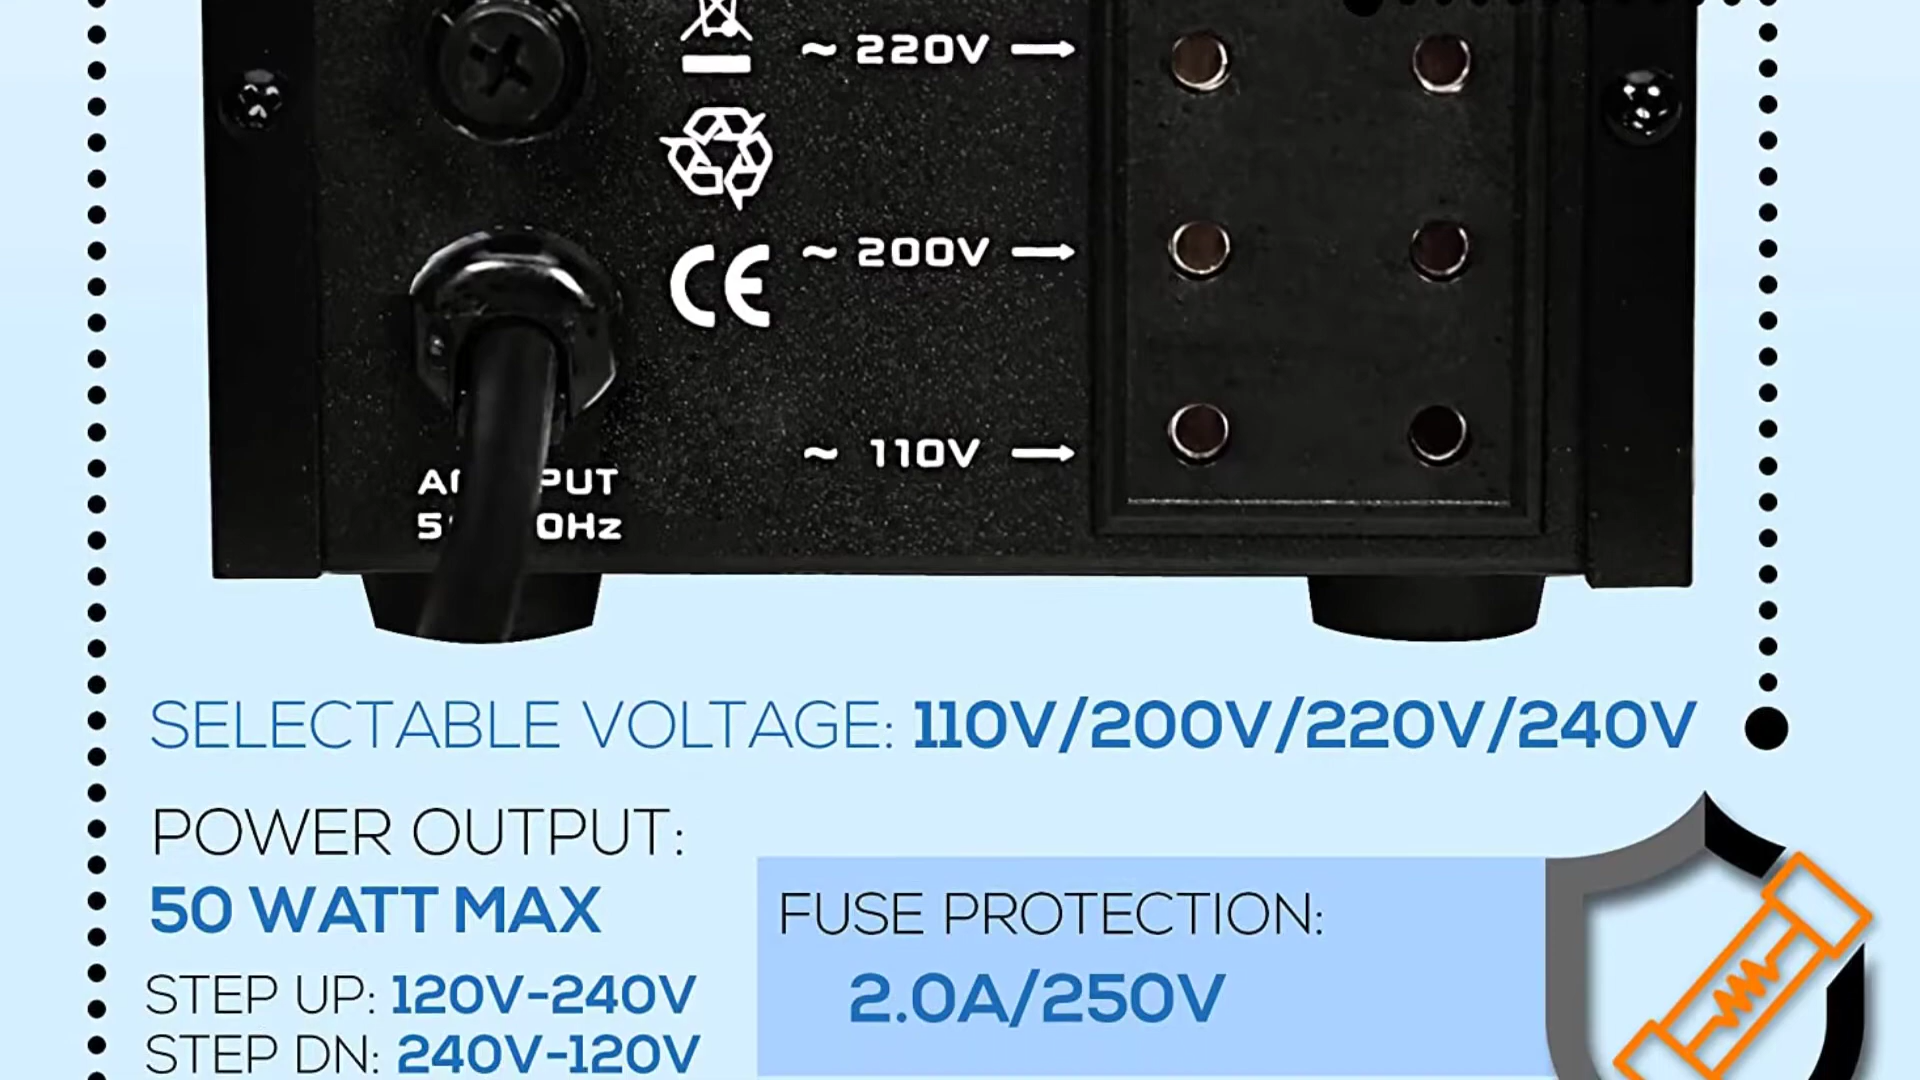 ~ 220V
~ 200V
CE
~ 110V
PUT
0Hz
SELECTABLE VOLTAGE: 110V/200V/220V/240V
POWER OUTPUT:
50 WATT MAX
STEP UP: 120V-240V
STEP DN: 240V-120V
FUSE PROTECTION:
2.0A/250V